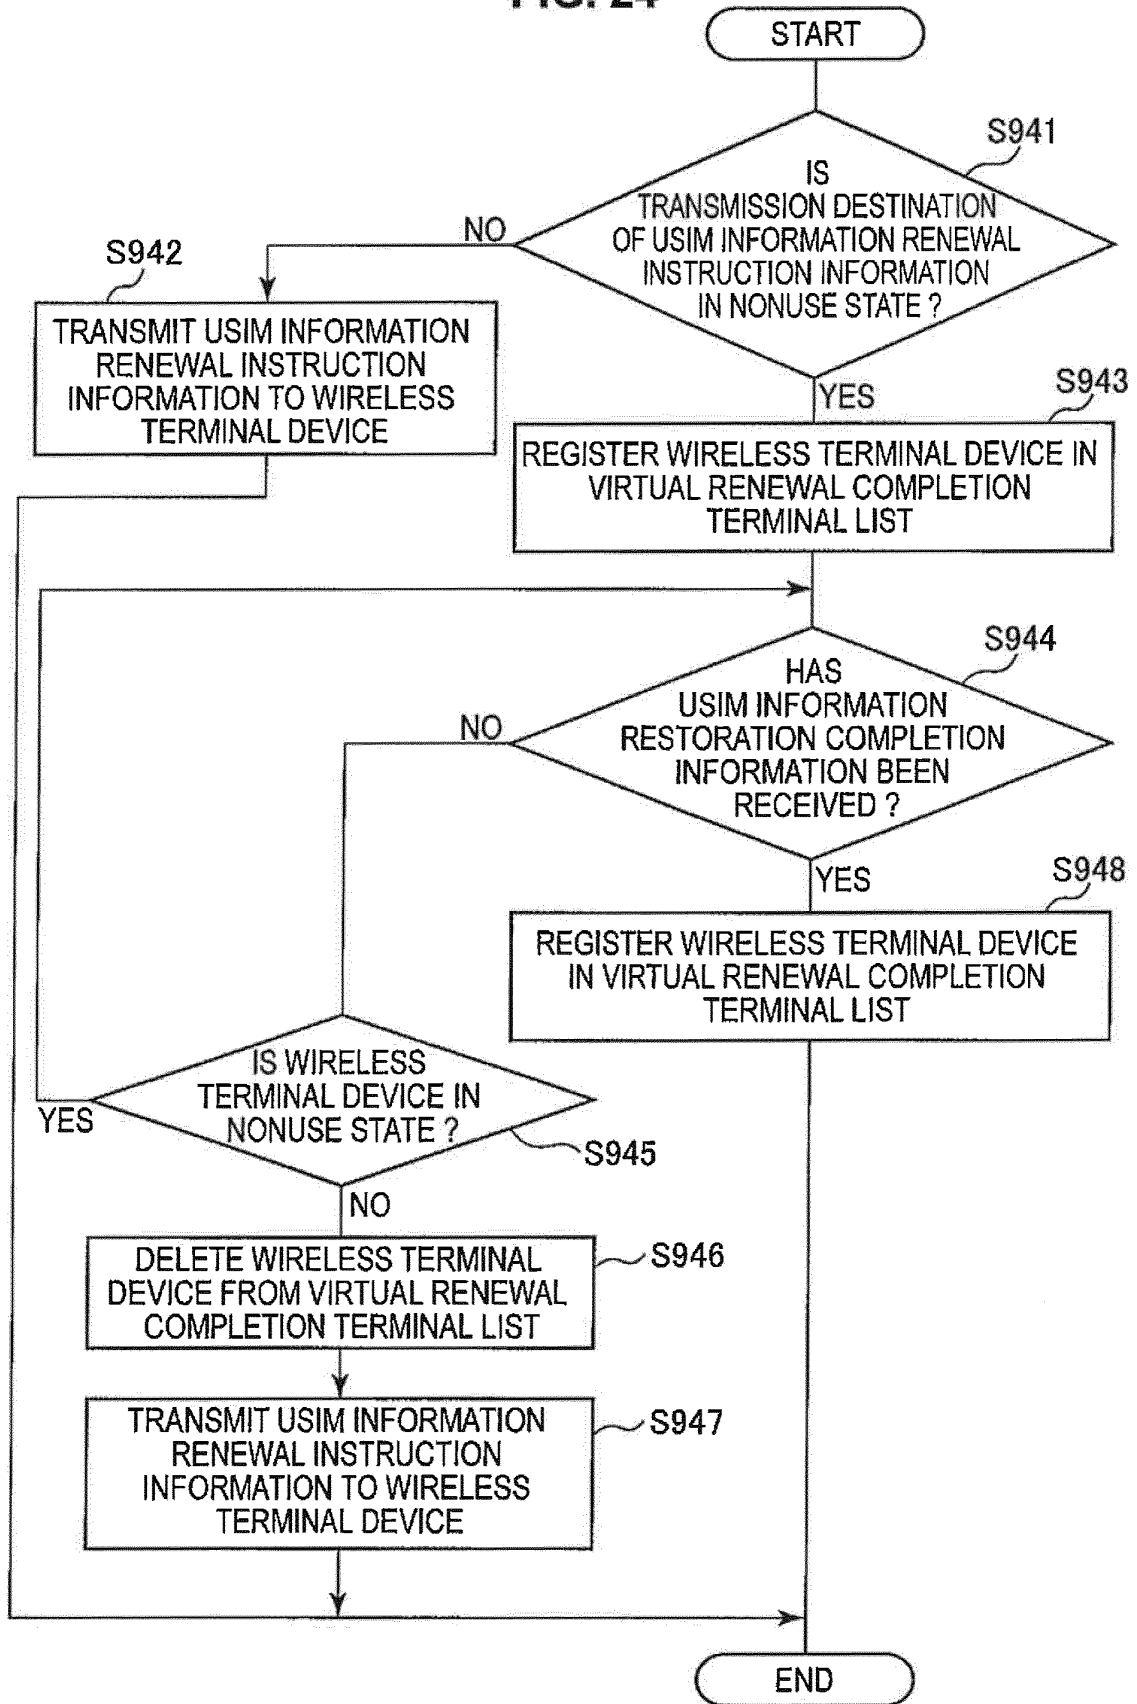 FIG. 24
START
S941
IS
TRANSMISSION DESTINATION
OF USIM INFORMATION RENEWAL
INSTRUCTION INFORMATION
IN NONUSE STATE ?
NO
S942
TRANSMIT USIM INFORMATION
RENEWAL INSTRUCTION
INFORMATION TO WIRELESS
TERMINAL DEVICE
YES
S943
REGISTER WIRELESS TERMINAL DEVICE IN
VIRTUAL RENEWAL COMPLETION
TERMINAL LIST
S944
HAS
USIM INFORMATION
RESTORATION COMPLETION
INFORMATION BEEN
RECEIVED ?
NO
YES
S948
REGISTER WIRELESS TERMINAL DEVICE
IN VIRTUAL RENEWAL COMPLETION
TERMINAL LIST
IS WIRELESS
TERMINAL DEVICE IN
NONUSE STATE ?
YES
S945
NO
DELETE WIRELESS TERMINAL
DEVICE FROM VIRTUAL RENEWAL
COMPLETION TERMINAL LIST
S946
TRANSMIT USIM INFORMATION
RENEWAL INSTRUCTION
INFORMATION TO WIRELESS
TERMINAL DEVICE
S947
END